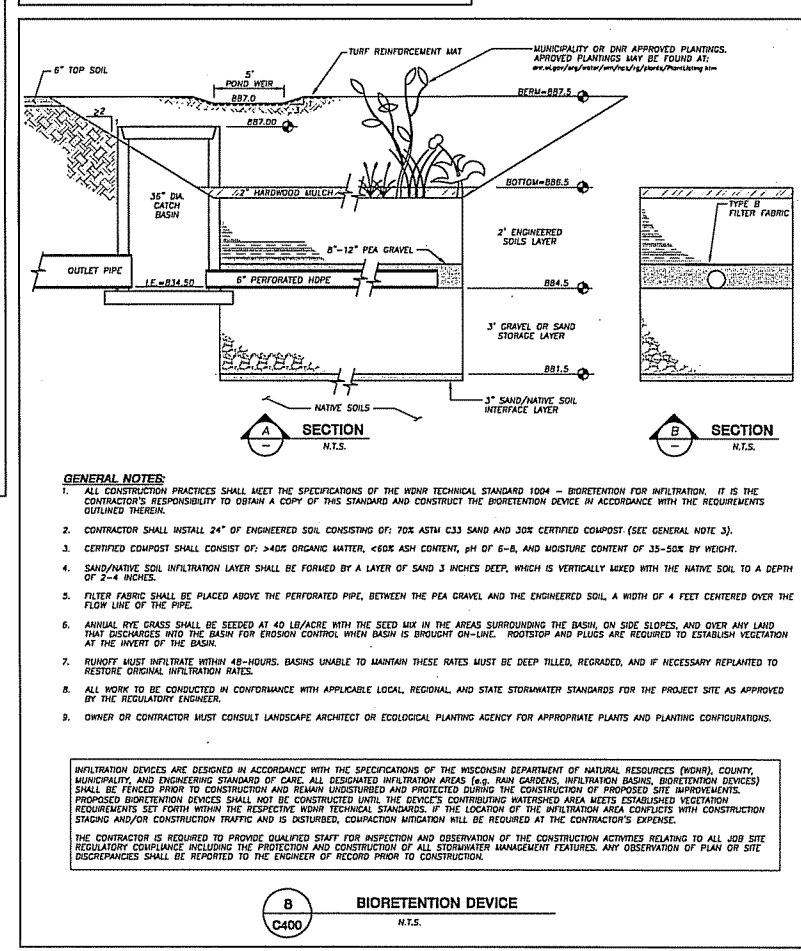 TURF REINFORCEMENT MAT
MUNICIPALITY OR DNR APPROVED PLANTINGS.
APROVED PLANTINGS MAY BE FOUND AT:
6" TOP SOIL
5'
POND WEIR
887.0
BERM=887.5
≥2
887.00
BOTTOM=886.5
2" HARDWOOD MULCH
36" DIA.
CATCH
BASIN
TYPE B
FILTER FABRIC
2' ENGINEERED
SOILS LAYER
8"-12" PEA GRAVEL
OUTLET PIPE
6" PERFORATED HDPE
I.E.=834.50
884.5
3' GRAVEL OR SAND
STORAGE LAYER
881.5
3" SAND/NATIVE SOIL
INTERFACE LAYER
NATIVE SOILS
A
SECTION
–
N.T.S.
B
SECTION
–
N.T.S.
GENERAL NOTES:
1. ALL CONSTRUCTION PRACTICES SHALL MEET THE SPECIFICATIONS OF THE WDNR TECHNICAL STANDARD 1004 – BIORETENTION FOR INFILTRATION. IT IS THE
CONTRACTOR'S RESPONSIBILITY TO OBTAIN A COPY OF THIS STANDARD AND CONSTRUCT THE BIORETENTION DEVICE IN ACCORDANCE WITH THE REQUIREMENTS
OUTLINED THEREIN.
2. CONTRACTOR SHALL INSTALL 24" OF ENGINEERED SOIL CONSISTING OF: 70% ASTM C33 SAND AND 30% CERTIFIED COMPOST. (SEE GENERAL NOTE 3).
3. CERTIFIED COMPOST SHALL CONSIST OF: >40% ORGANIC MATTER, <60% ASH CONTENT, pH OF 6-8, AND MOISTURE CONTENT OF 35-50% BY WEIGHT.
4. SAND/NATIVE SOIL INFILTRATION LAYER SHALL BE FORMED BY A LAYER OF SAND 3 INCHES DEEP, WHICH IS VERTICALLY MIXED WITH THE NATIVE SOIL TO A DEPTH
OF 2-4 INCHES.
5. FILTER FABRIC SHALL BE PLACED ABOVE THE PERFORATED PIPE, BETWEEN THE PEA GRAVEL AND THE ENGINEERED SOIL, A WIDTH OF 4 FEET CENTERED OVER THE
FLOW LINE OF THE PIPE.
6. ANNUAL RYE GRASS SHALL BE SEEDED AT 40 LB/ACRE WITH THE SEED MIX IN THE AREAS SURROUNDING THE BASIN, ON SIDE SLOPES, AND OVER ANY LAND
THAT DISCHARGES INTO THE BASIN FOR EROSION CONTROL WHEN BASIN IS BROUGHT ON-LINE. ROOTSTOP AND PLUGS ARE REQUIRED TO ESTABLISH VEGETATION
AT THE INVERT OF THE BASIN.
7. RUNOFF MUST INFILTRATE WITHIN 48-HOURS. BASINS UNABLE TO MAINTAIN THESE RATES MUST BE DEEP TILLED, REGRADED, AND IF NECESSARY REPLANTED TO
RESTORE ORIGINAL INFILTRATION RATES.
8. ALL WORK TO BE CONDUCTED IN CONFORMANCE WITH APPLICABLE LOCAL, REGIONAL, AND STATE STORMWATER STANDARDS FOR THE PROJECT SITE AS APPROVED
BY THE REGULATORY ENGINEER.
9. OWNER OR CONTRACTOR MUST CONSULT LANDSCAPE ARCHITECT OR ECOLOGICAL PLANTING AGENCY FOR APPROPRIATE PLANTS AND PLANTING CONFIGURATIONS.
INFILTRATION DEVICES ARE DESIGNED IN ACCORDANCE WITH THE SPECIFICATIONS OF THE WISCONSIN DEPARTMENT OF NATURAL RESOURCES (WDNR), COUNTY,
MUNICIPALITY, AND ENGINEERING STANDARD OF CARE. ALL DESIGNATED INFILTRATION AREAS (e.g. RAIN GARDENS, INFILTRATION BASINS, BIORETENTION DEVICES)
SHALL BE FENCED PRIOR TO CONSTRUCTION AND REMAIN UNDISTURBED AND PROTECTED DURING THE CONSTRUCTION OF PROPOSED SITE IMPROVEMENTS.
PROPOSED BIORETENTION DEVICES SHALL NOT BE CONSTRUCTED UNTIL THE DEVICE'S CONTRIBUTING WATERSHED AREA MEETS ESTABLISHED VEGETATION
REQUIREMENTS SET FORTH WITHIN THE RESPECTIVE WDNR TECHNICAL STANDARDS. IF THE LOCATION OF THE INFILTRATION AREA CONFLICTS WITH CONSTRUCTION
STAGING AND/OR CONSTRUCTION TRAFFIC AND IS DISTURBED, COMPACTION MITIGATION WILL BE REQUIRED AT THE CONTRACTOR'S EXPENSE.
THE CONTRACTOR IS REQUIRED TO PROVIDE QUALIFIED STAFF FOR INSPECTION AND OBSERVATION OF THE CONSTRUCTION ACTIVITIES RELATING TO ALL JOB SITE
REGULATORY COMPLIANCE INCLUDING THE PROTECTION AND CONSTRUCTION OF ALL STORMWATER MANAGEMENT FEATURES. ANY OBSERVATION OF PLAN OR SITE
DISCREPANCIES SHALL BE REPORTED TO THE ENGINEER OF RECORD PRIOR TO CONSTRUCTION.
8
C400
BIORETENTION DEVICE
N.T.S.